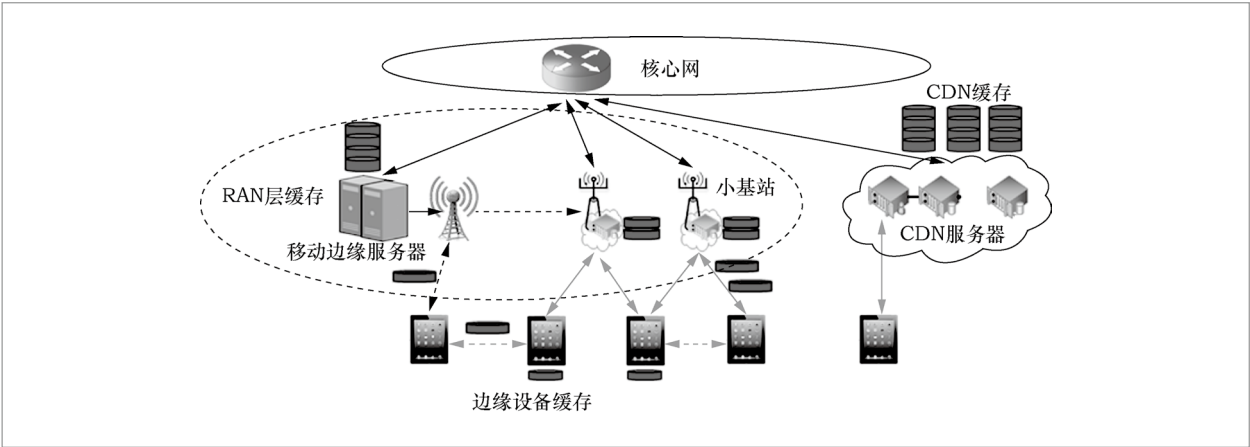 核心网
CDN缓存
RAN层缓存
小基站
移动边缘服务器
CDN服务器
边缘设备缓存